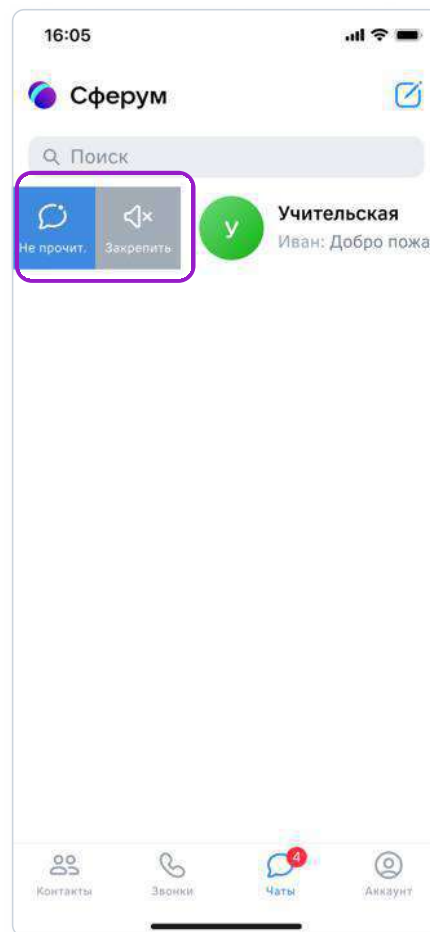 16:05
Сферум
Поиск
Не прочит.
Закрепить
У
Учительская
Иван: Добро пожа
4
Контакты
Звонки
Чаты
Аккаунт